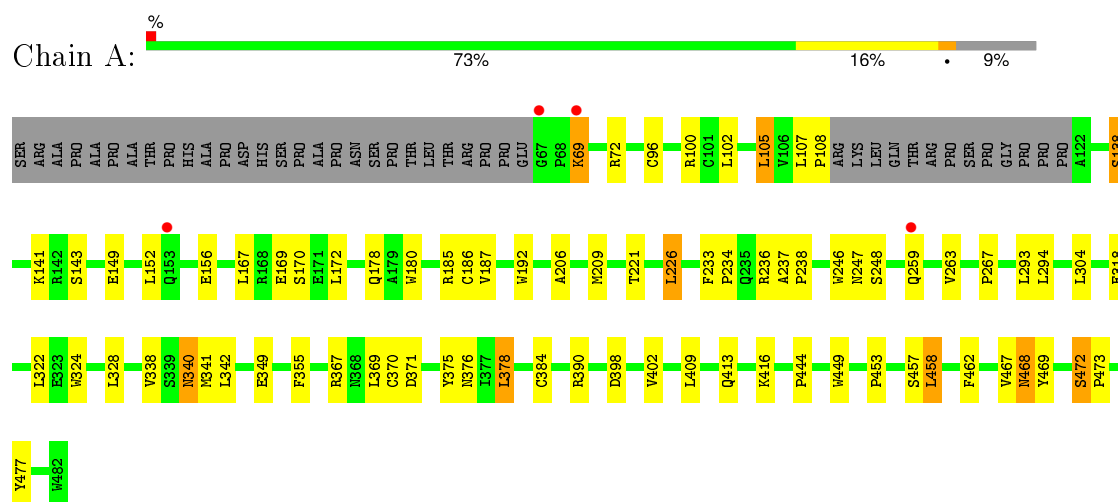 %
Chain A:
73% 16% • 9%
SER ARG ALA PRO ALA PRO ALA THR PRO HIS ALA PRO ASP HIS SER PRO ALA PRO ASN SER PRO THR LEU THR ARG PRO PRO GLU G67 P68 K69 R72 C96 R100 C101 L102 L105 V106 L107 P108 ARG LYS LEU GLN THR ARG PRO SER PRO GLY PRO PRO PRO A122 S138
K141 R142 S143 E149 L152 Q153 E156 L167 R168 E169 S170 E171 L172 Q178 A179 W180 R185 C186 V187 W192 A206 M209 T221 L226 F233 P234 Q235 R236 A237 P238 W246 N247 S248 Q259 V263 P267 L293 L294 L304 E318
L322 E323 W324 L328 V338 S339 N340 M341 L342 E349 F355 R367 N368 L369 C370 D371 Y375 N376 I377 L378 C384 R390 D398 V402 L409 Q413 K416 P444 W449 P453 S457 L458 F462 V467 N468 Y469 S472 P473
Y477 W482